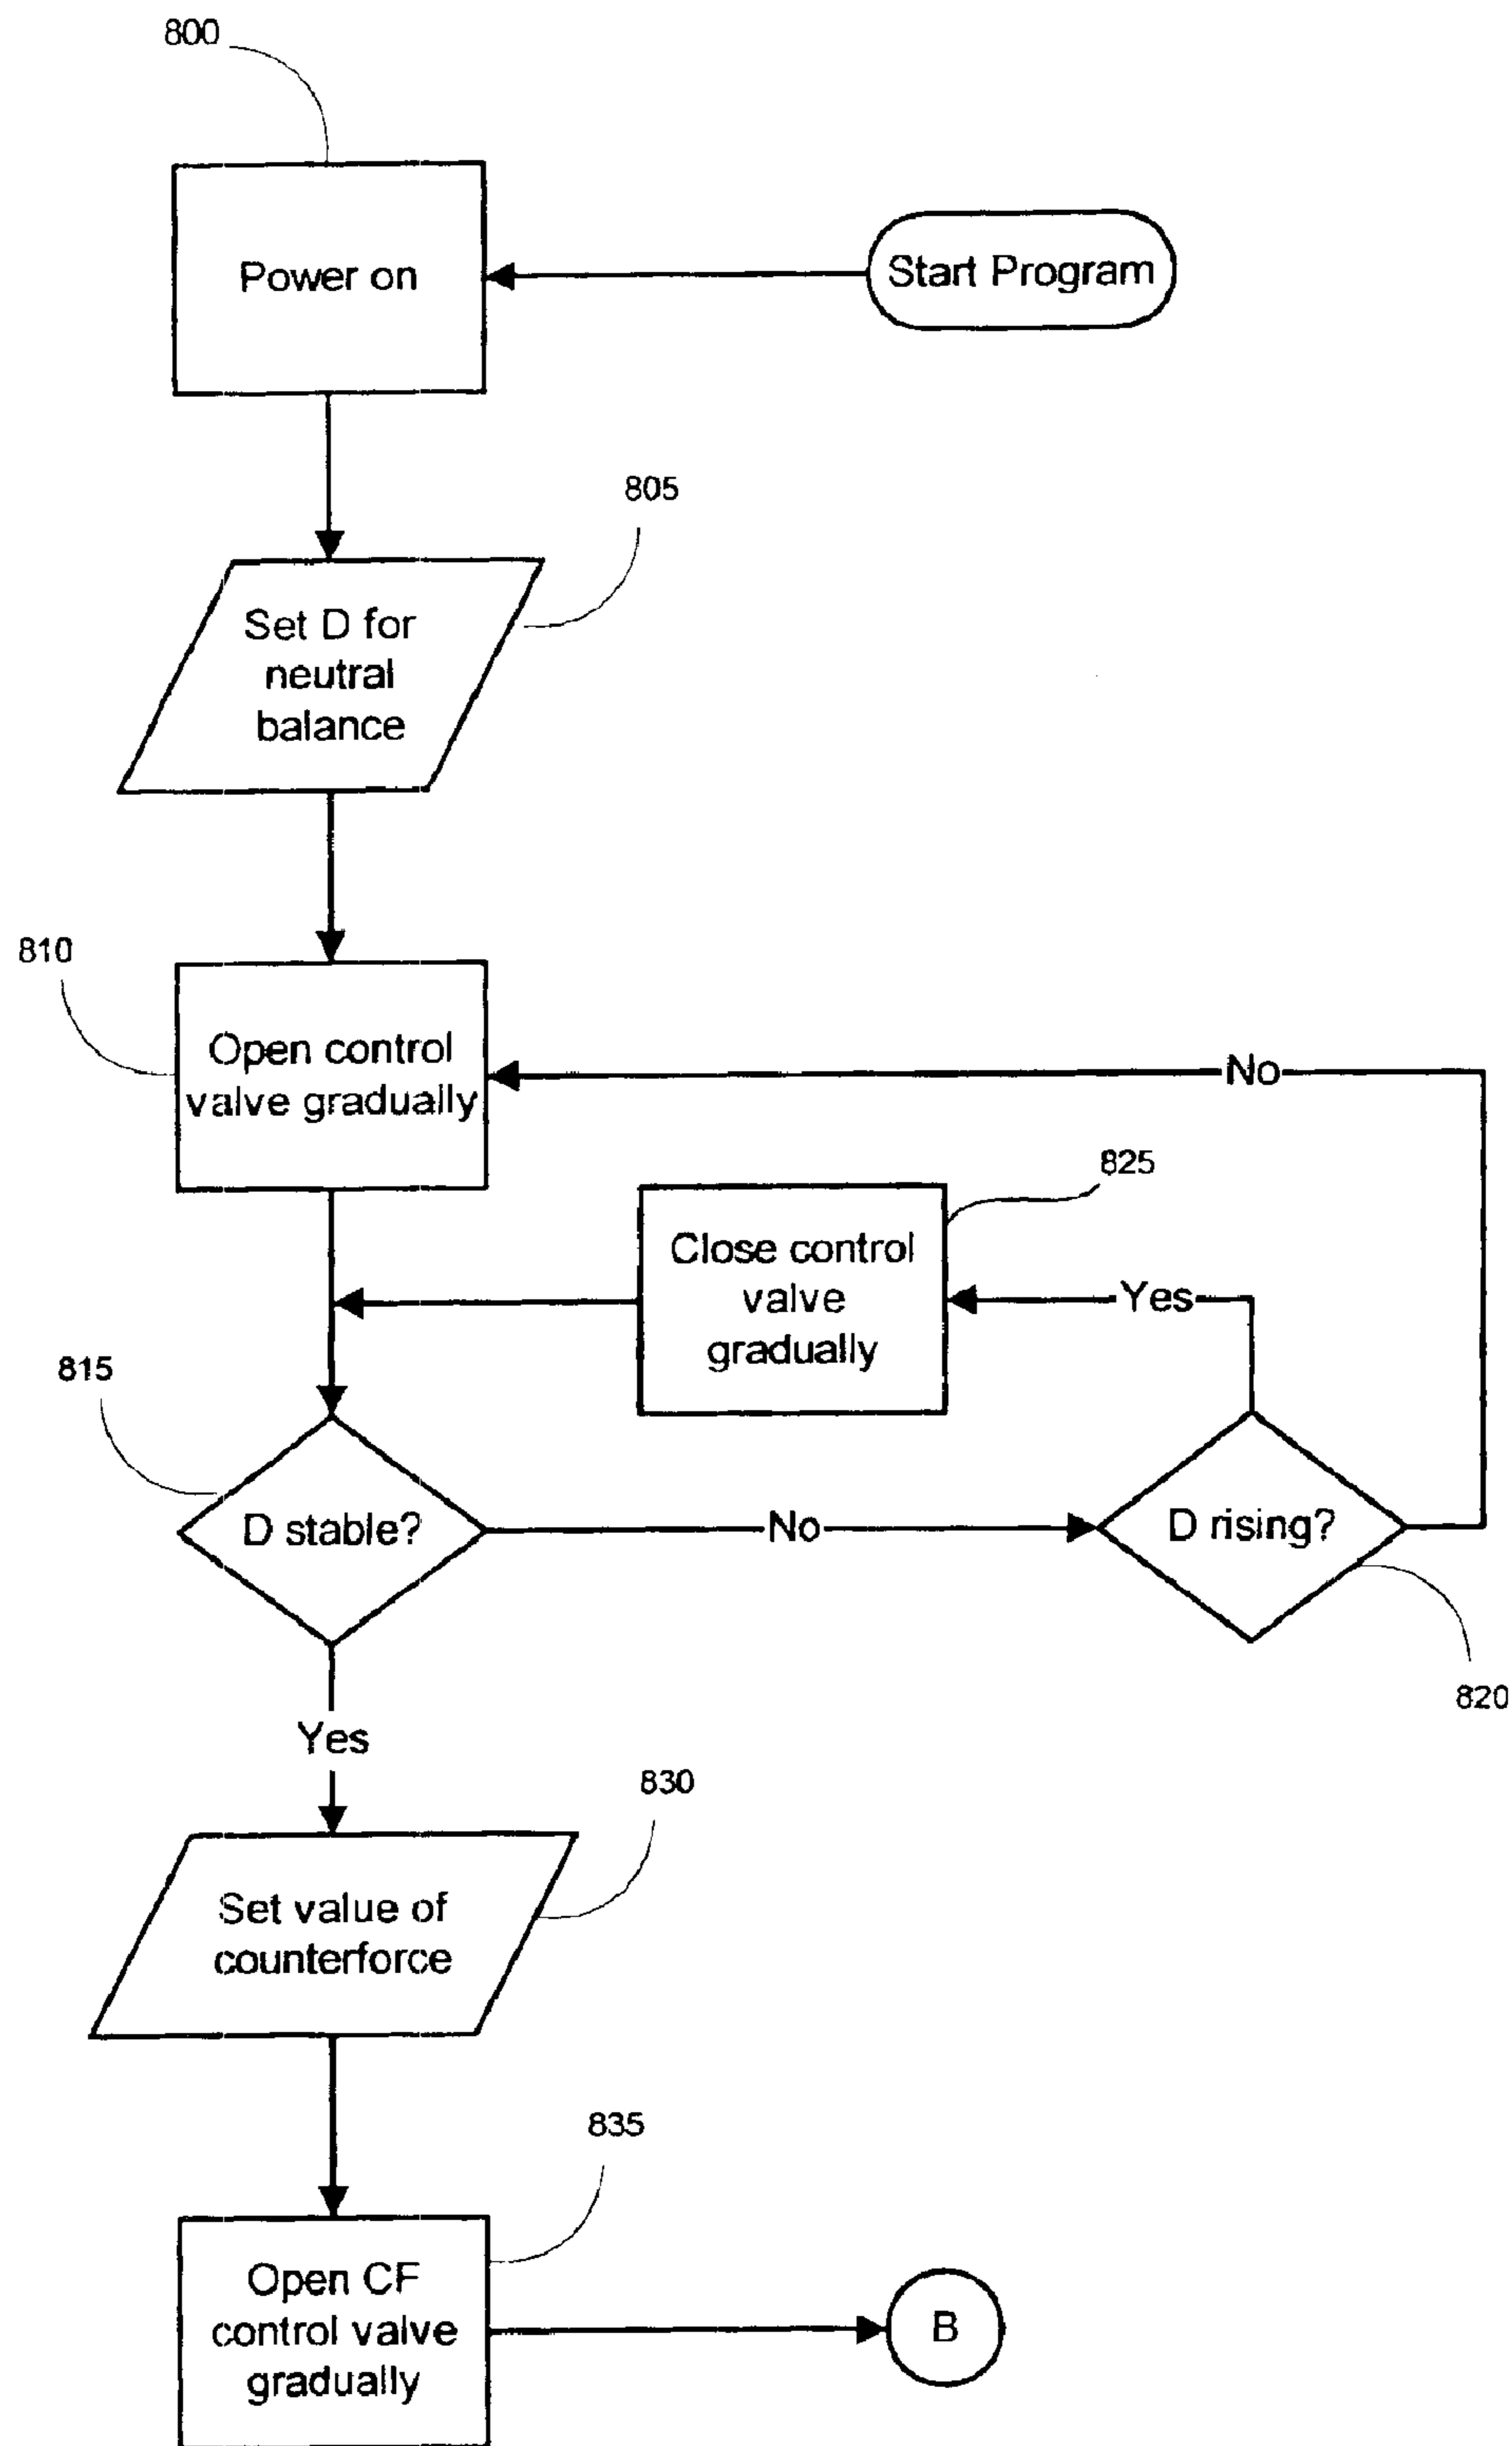 800
Power on
Start Program
805
Set D for
neutral
balance
810
Open control
valve gradually
No
825
Close control
valve
gradually
Yes
815
D stable?
No
D rising?
820
Yes
830
Set value of
counterforce
835
Open CF
control valve
gradually
B